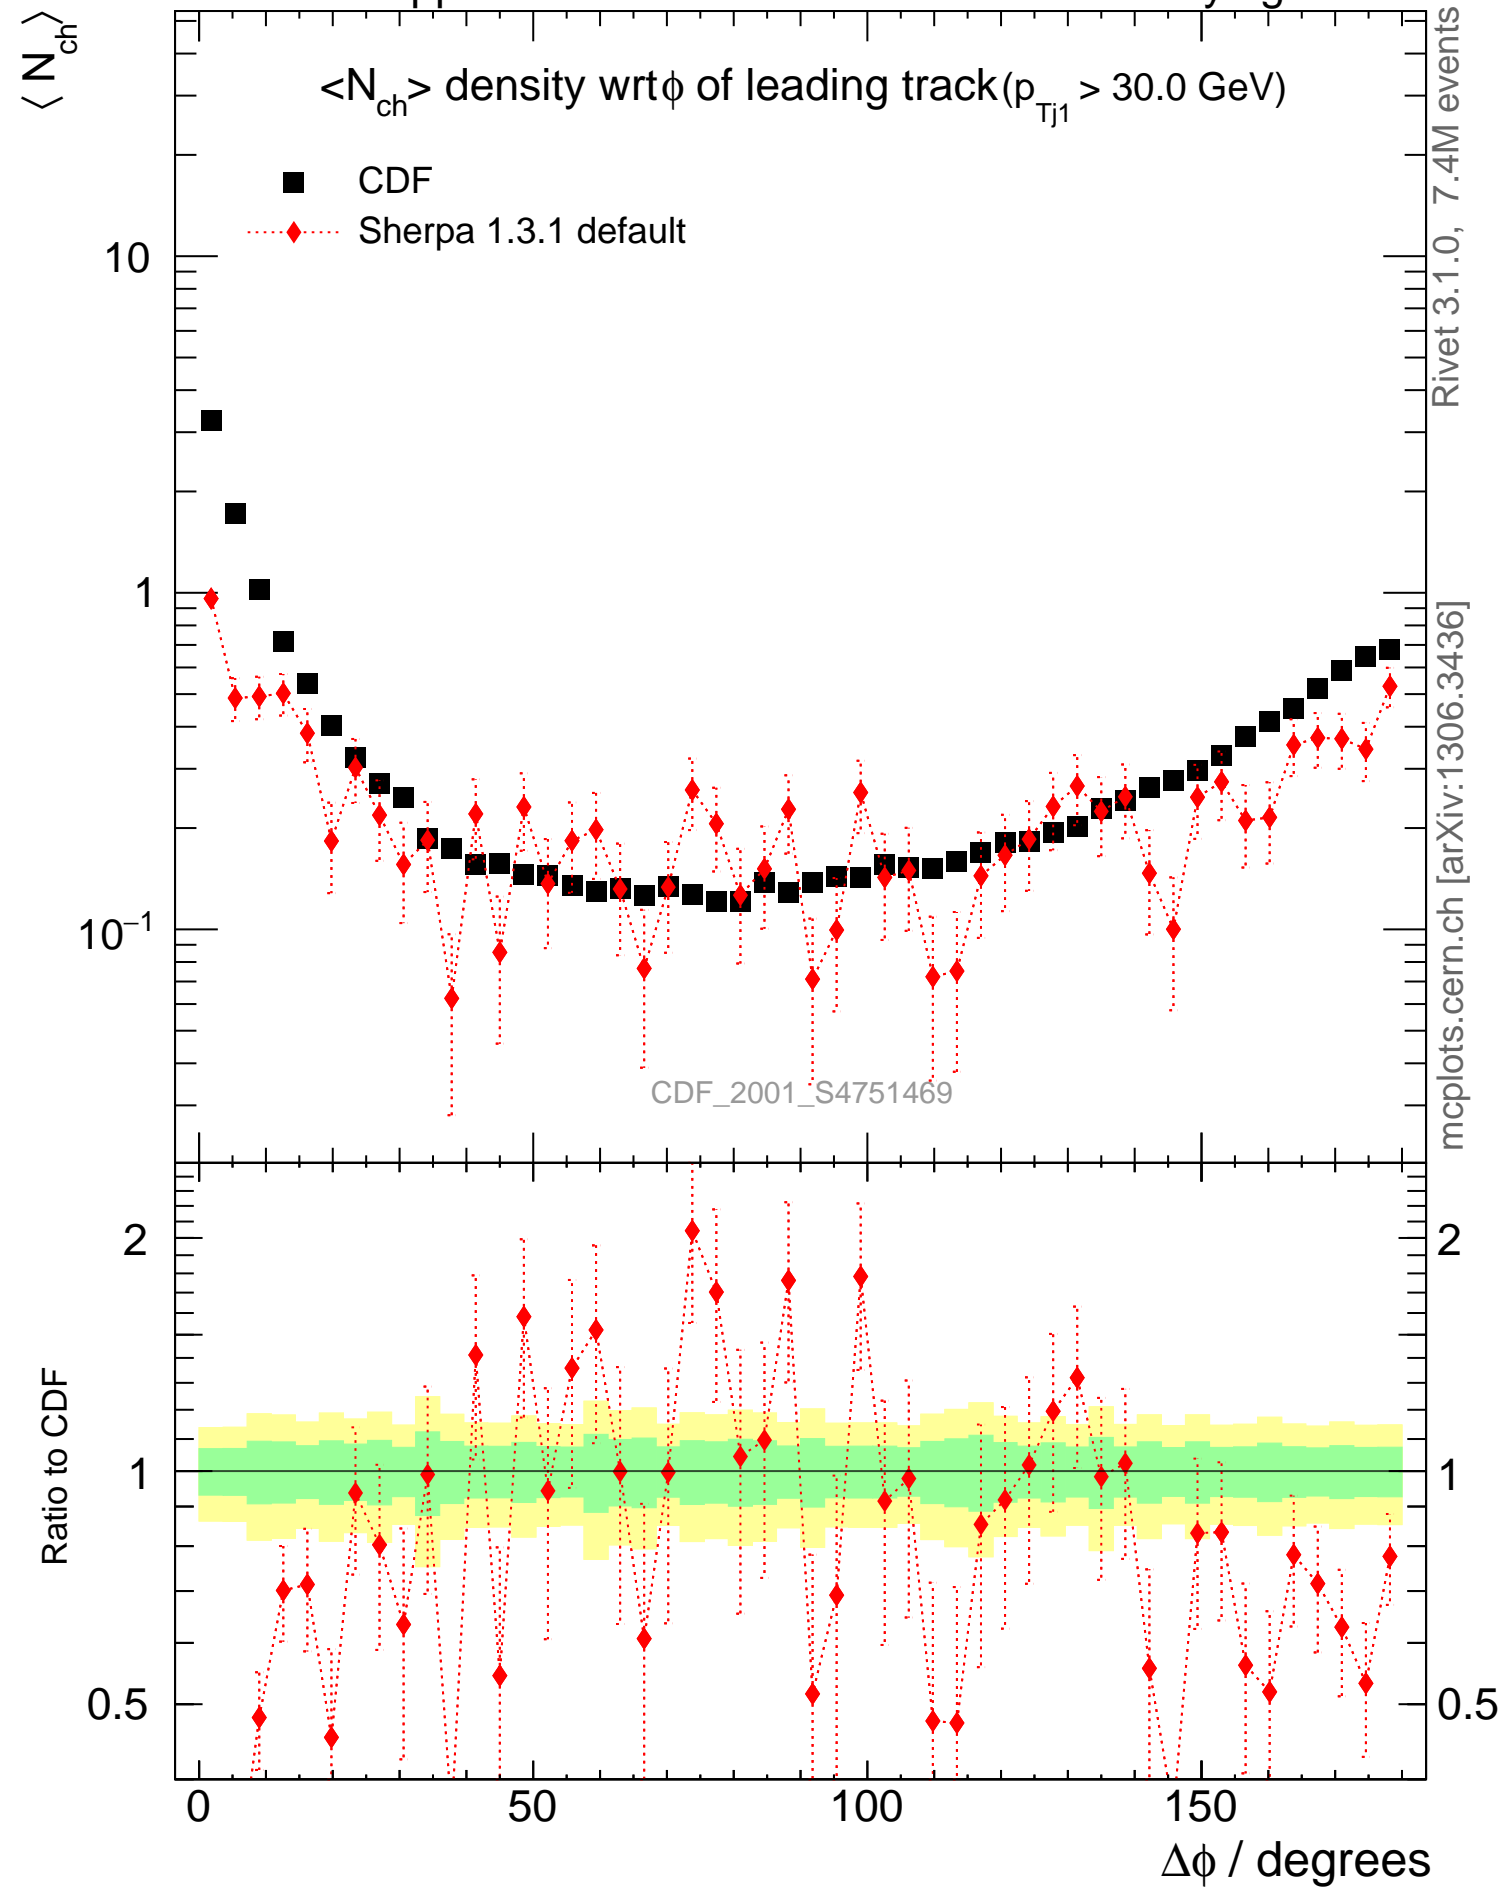 ⟨ N_ch ⟩
<N_ch> density wrt φ of leading track (p_Tj1 > 30.0 GeV)
CDF
Sherpa 1.3.1 default
10
1
10^−1
CDF_2001_S4751469
Rivet 3.1.0, 7.4M events
mcplots.cern.ch [arXiv:1306.3436]
Ratio to CDF
2
1
0.5
2
1
0.5
0 50 100 150
Δφ / degrees